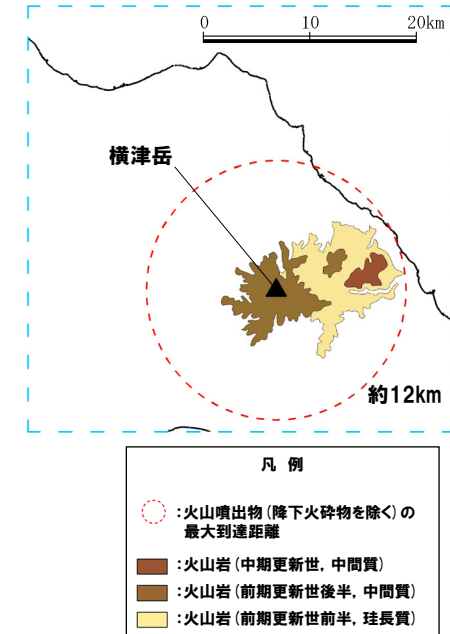 0 10 20km
横津岳
約12km
凡 例
:火山噴出物(降下火砕物を除く)の
最大到達距離
:火山岩(中期更新世, 中間質)
:火山岩(前期更新世後半, 中間質)
:火山岩(前期更新世前半, 珪長質)